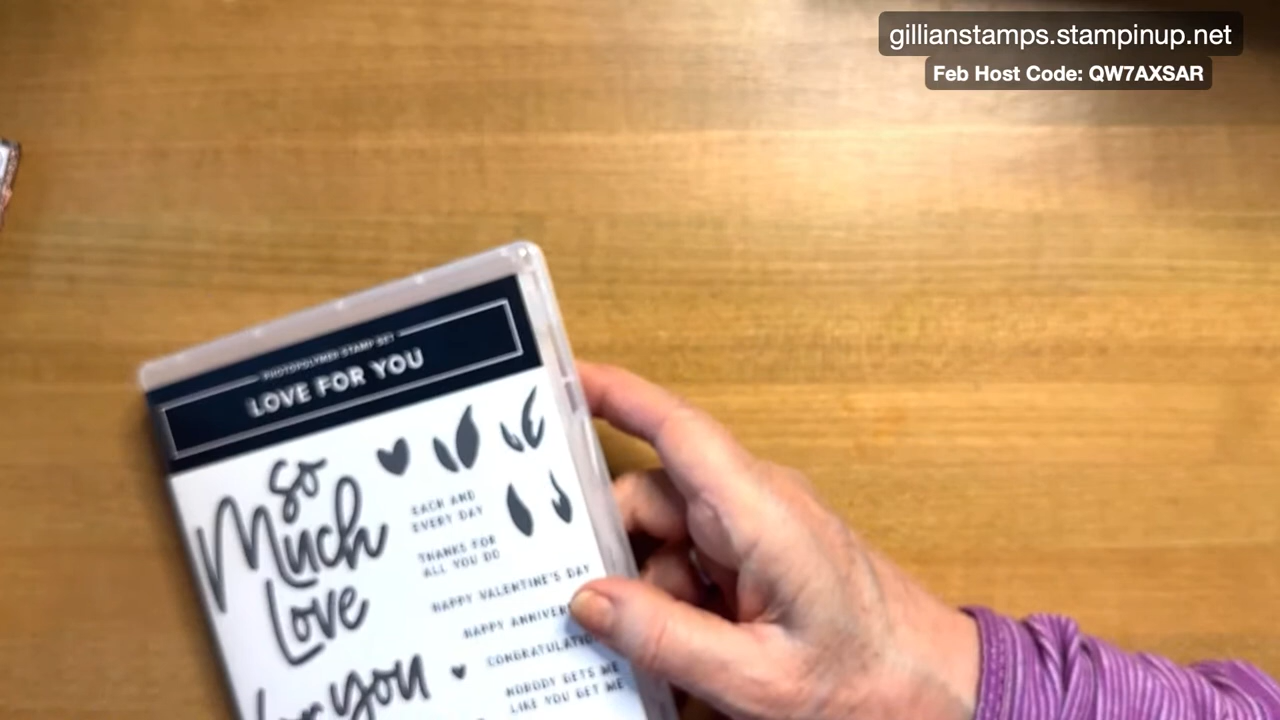 gillianstamps.stampinup.net
Feb Host Code: QW7AXSAR
PHOTOPOLYMER STAMP SET
LOVE FOR YOU
so
Much
Love
EACH AND
EVERY DAY
THANKS FOR
ALL YOU DO
HAPPY VALENTINE'S DAY
HAPPY
you
NOBODY GETS ME
LIKE YOU GET ME